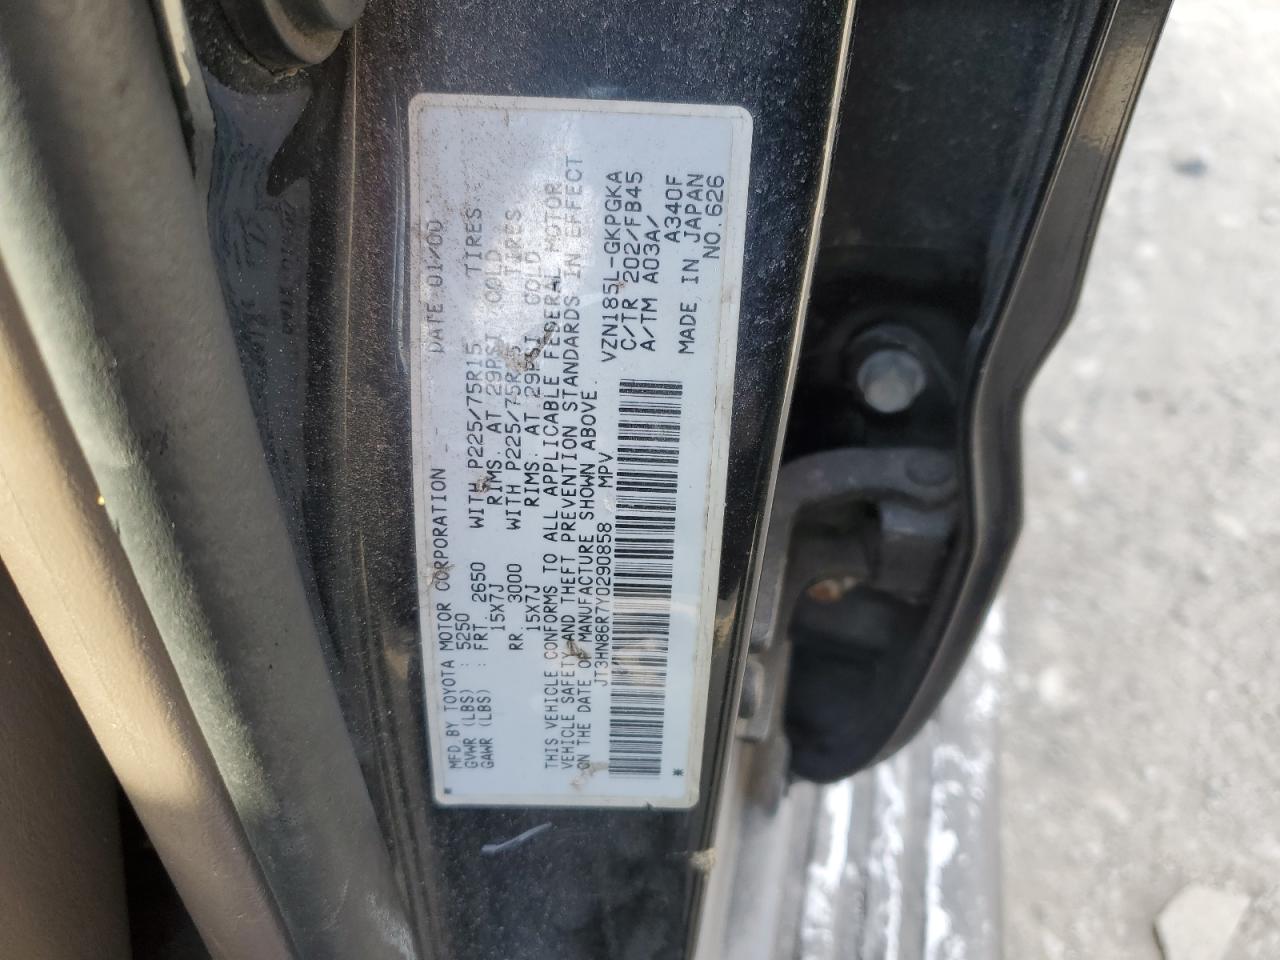 MFD BY TOYOTA MOTOR CORPORATION DATE:01/00
GVWR (LBS) : 5250
GAWR (LBS) : FRT. 2650 WITH P225/75R15 TIRES.
15X7J RIMS. AT 29PSI COLD
RR. 3000 WITH P225/75R15 TIRES
15X7J RIMS. AT 29PSI COLD
THIS VEHICLE CONFORMS TO ALL APPLICABLE FEDERAL MOTOR
VEHICLE SAFETY AND THEFT PREVENTION STANDARDS IN EFFECT
ON THE DATE OF MANUFACTURE SHOWN ABOVE.
JT3HN86R7Y0290858 MPV
VZN185L-GKPGKA
C/TR 202/FB45
A/TM A03A/
A340F
MADE IN JAPAN
NO.626